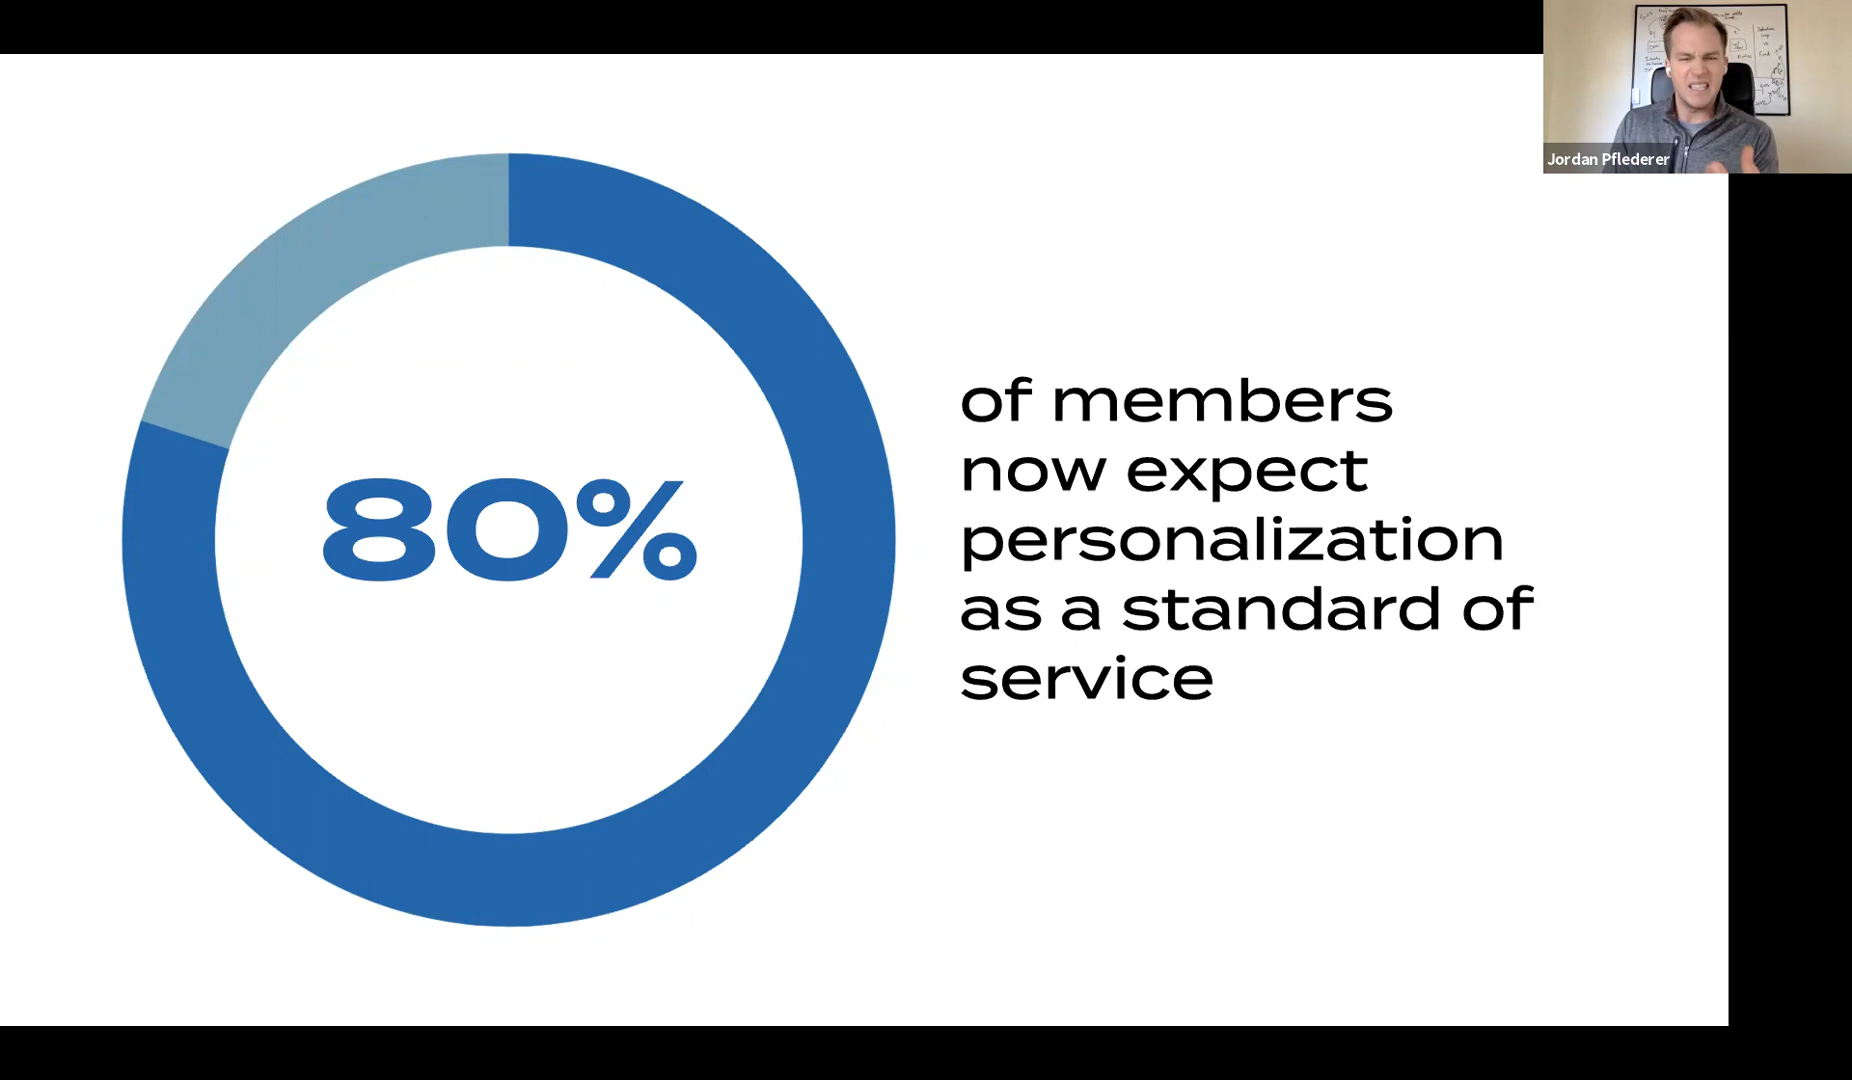 80%
of members
now expect
personalization
as a standard of
service
Jordan Pflederer